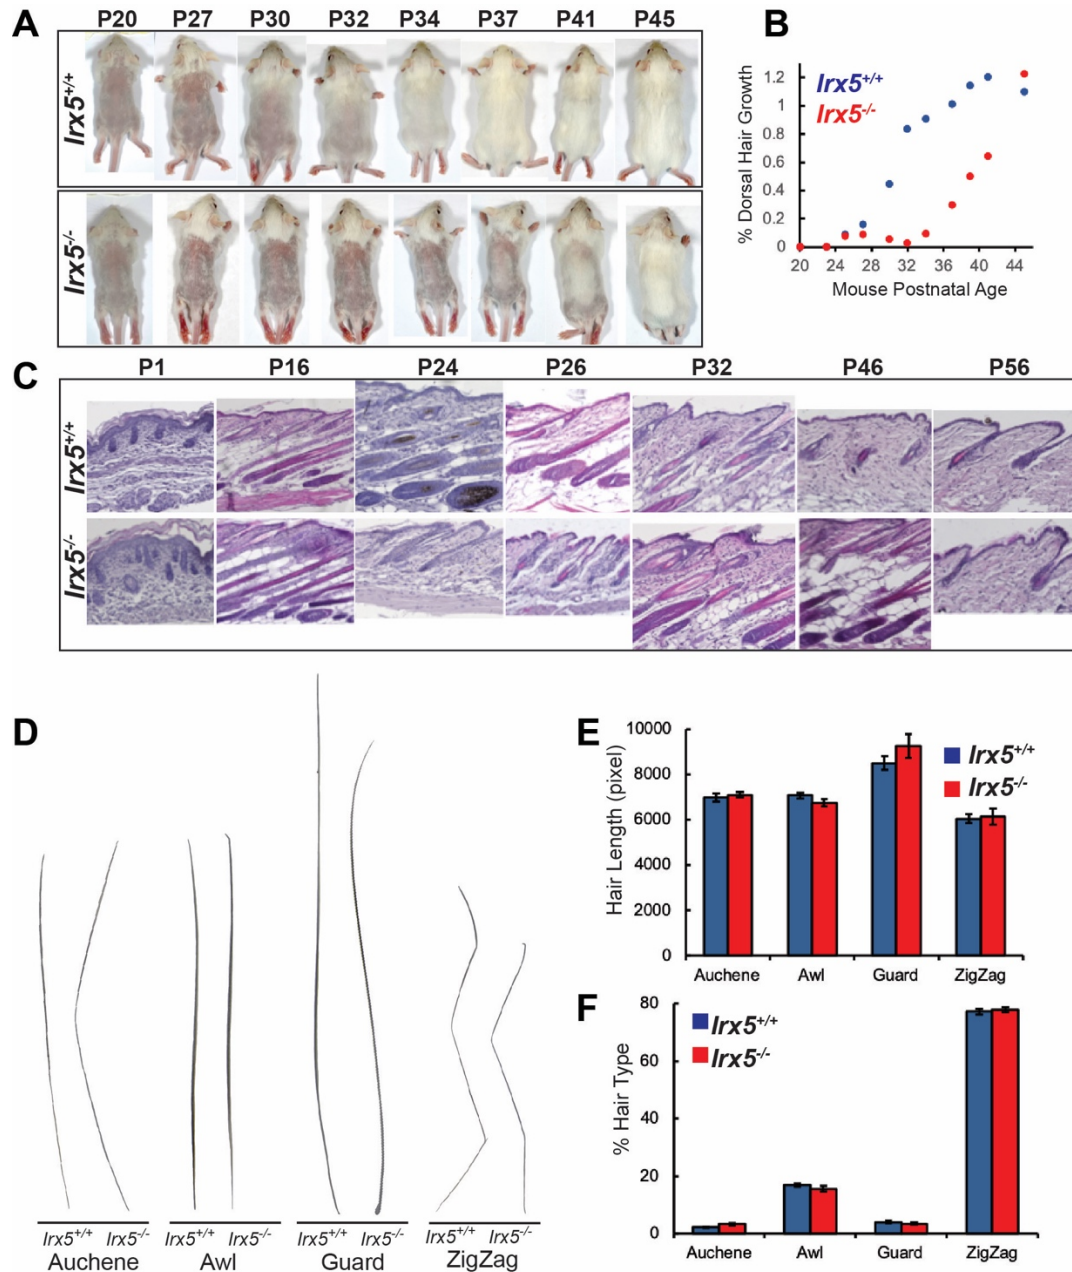 A
P20 P27 P30 P32 P34 P37 P41 P45
Irx5+/+
Irx5-/-
B
% Dorsal Hair Growth
1.2
1
0.8
0.6
0.4
0.2
0
Irx5+/+
Irx5-/-
20 24 28 32 36 40 44
Mouse Postnatal Age
C
P1 P16 P24 P26 P32 P46 P56
Irx5+/+
Irx5-/-
D
Irx5+/+ Irx5-/- Irx5+/+ Irx5-/- Irx5+/+ Irx5-/- Irx5+/+ Irx5-/-
Auchene Awl Guard ZigZag
E
Hair Length (pixel)
10000
8000
6000
4000
2000
0
Irx5+/+
Irx5-/-
Auchene Awl Guard ZigZag
F
% Hair Type
80
60
40
20
0
Irx5+/+
Irx5-/-
Auchene Awl Guard ZigZag